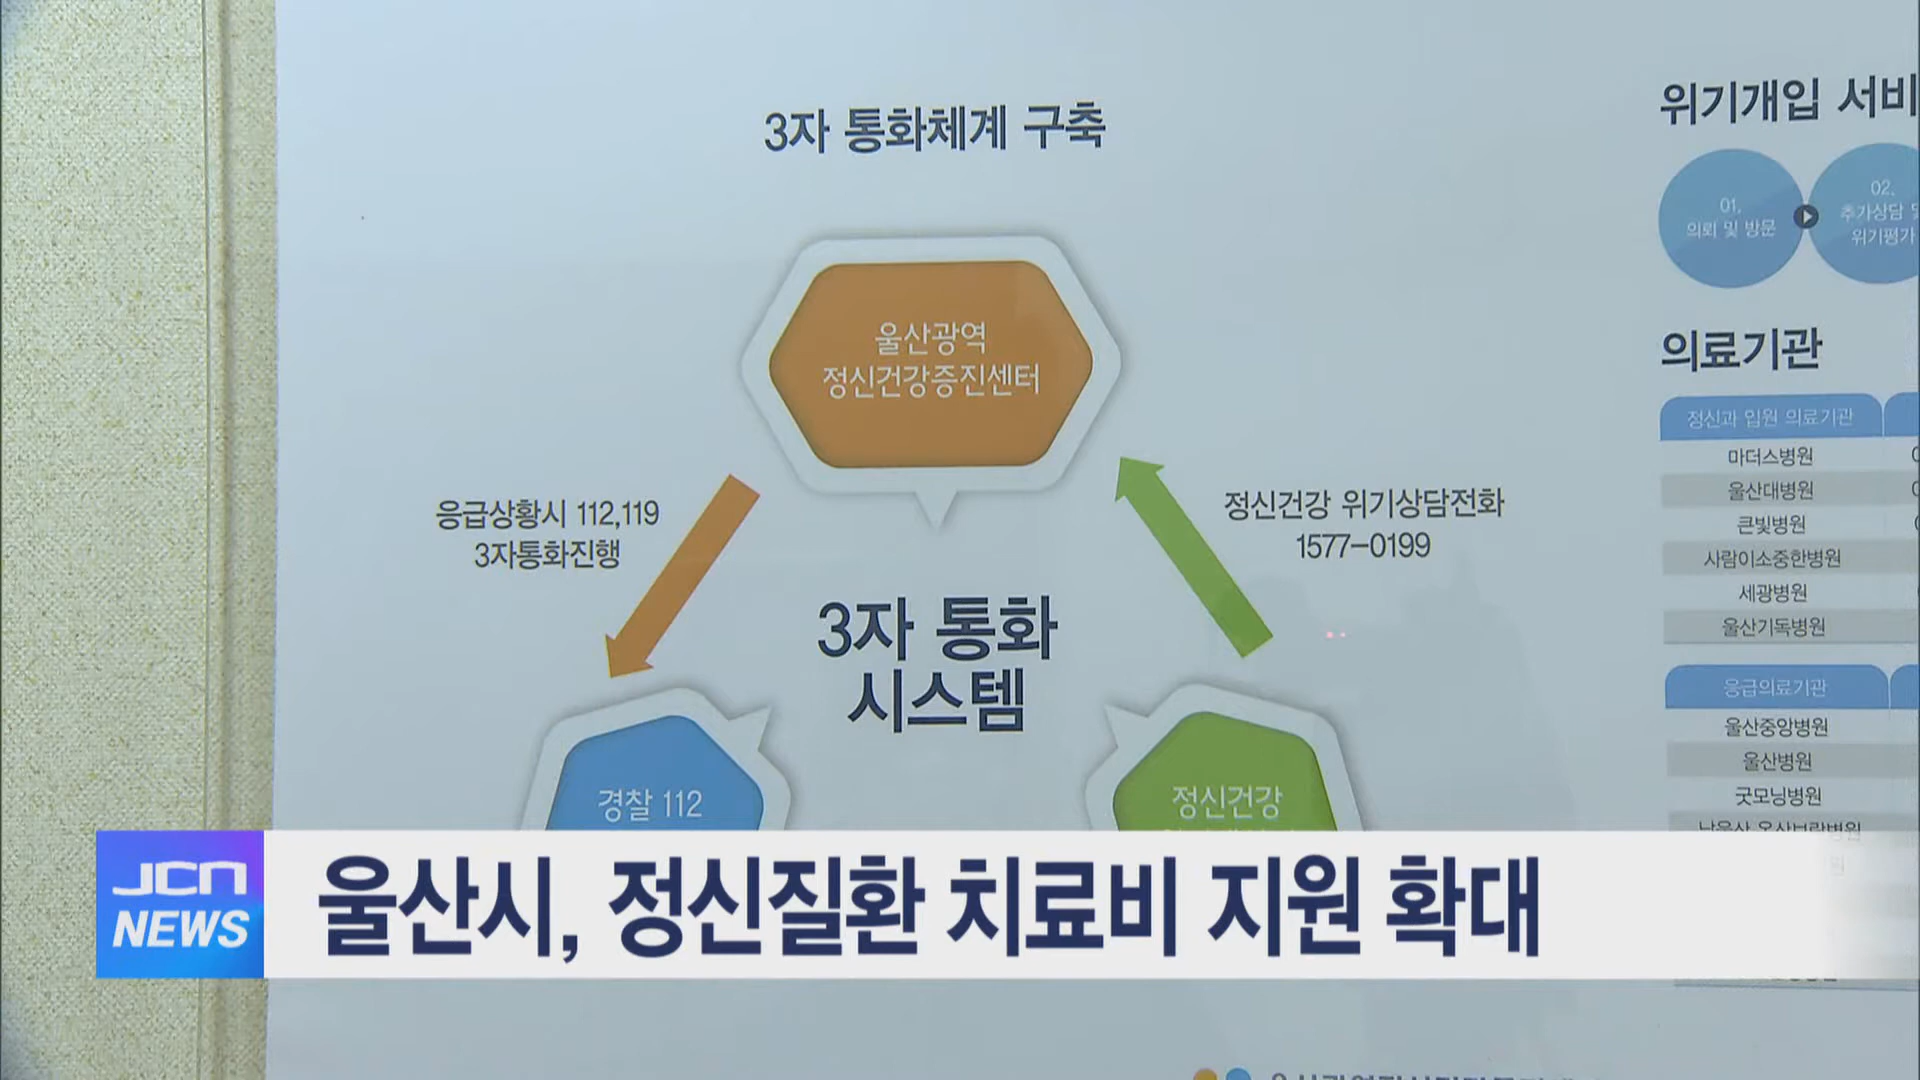 3자 통화체계 구축
울산광역
정신건강증진센터
응급상황시 112,119
3자통화진행
정신건강 위기상담전화
1577-0199
3자 통화
시스템
경찰 112
정신건강
위기개입 서비
01.
의뢰 및 방문
02.
추가상담 및
위기평가
의료기관
정신과 입원 의료기관
마더스병원
울산대병원
큰빛병원
사람이소중한병원
세광병원
울산기독병원
응급의료기관
울산중앙병원
울산병원
굿모닝병원
JCN
NEWS
울산시, 정신질환 치료비 지원 확대